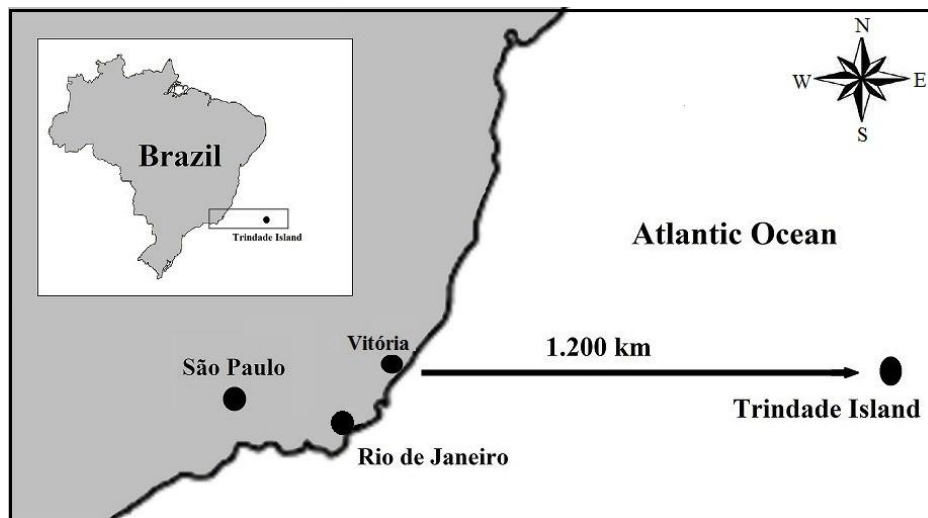 Brazil
Trindade Island
N
W
E
S
Atlantic Ocean
Vitória
1.200 km
São Paulo
Trindade Island
Rio de Janeiro